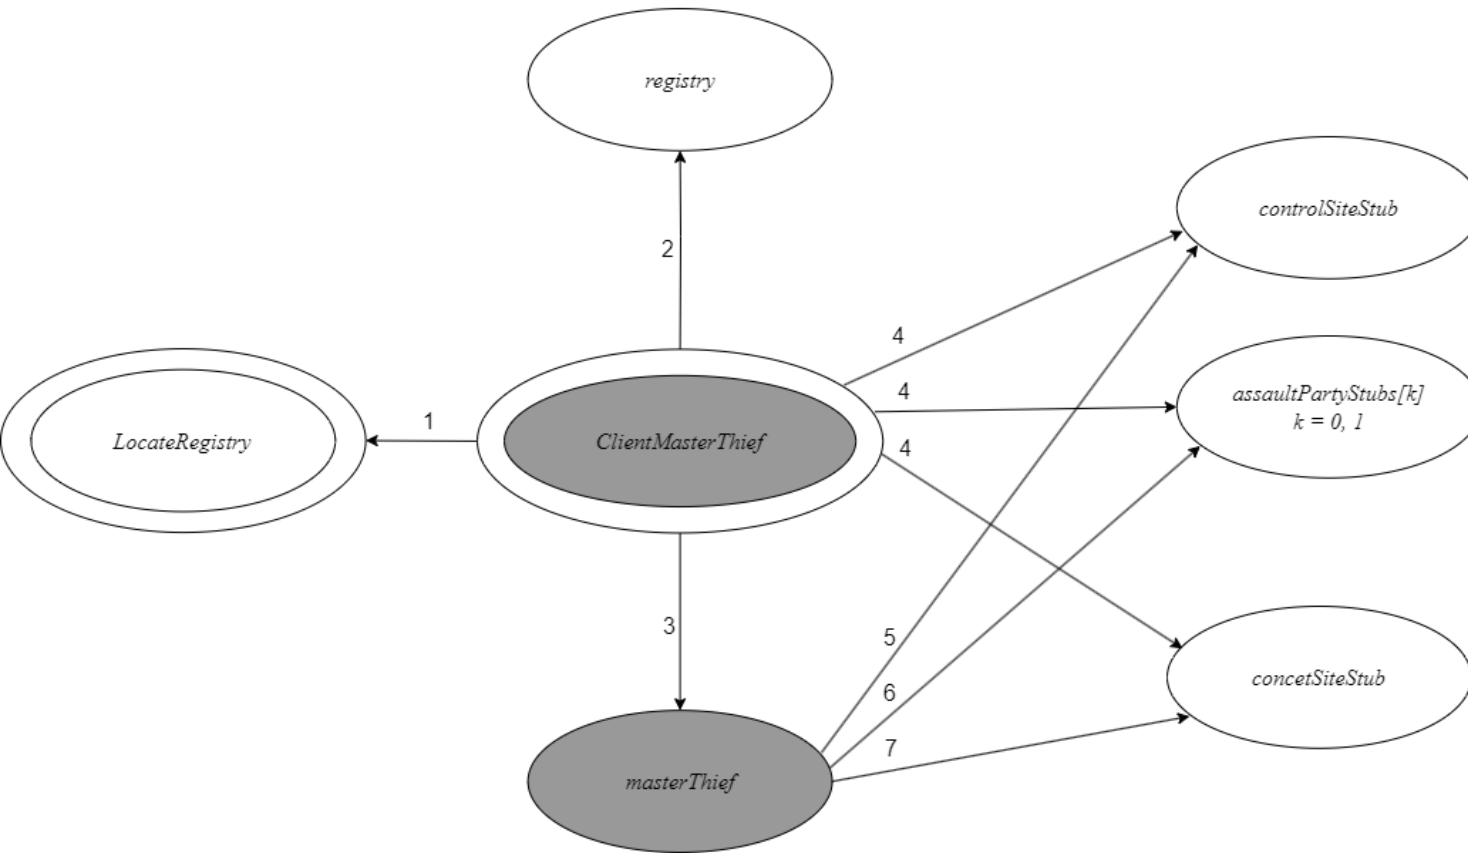 registry
controlSiteStub
2
4
assaultPartyStubs[k]
k = 0, 1
4
1
LocateRegistry
ClientMasterThief
4
3
5
concetSiteStub
6
7
masterThief